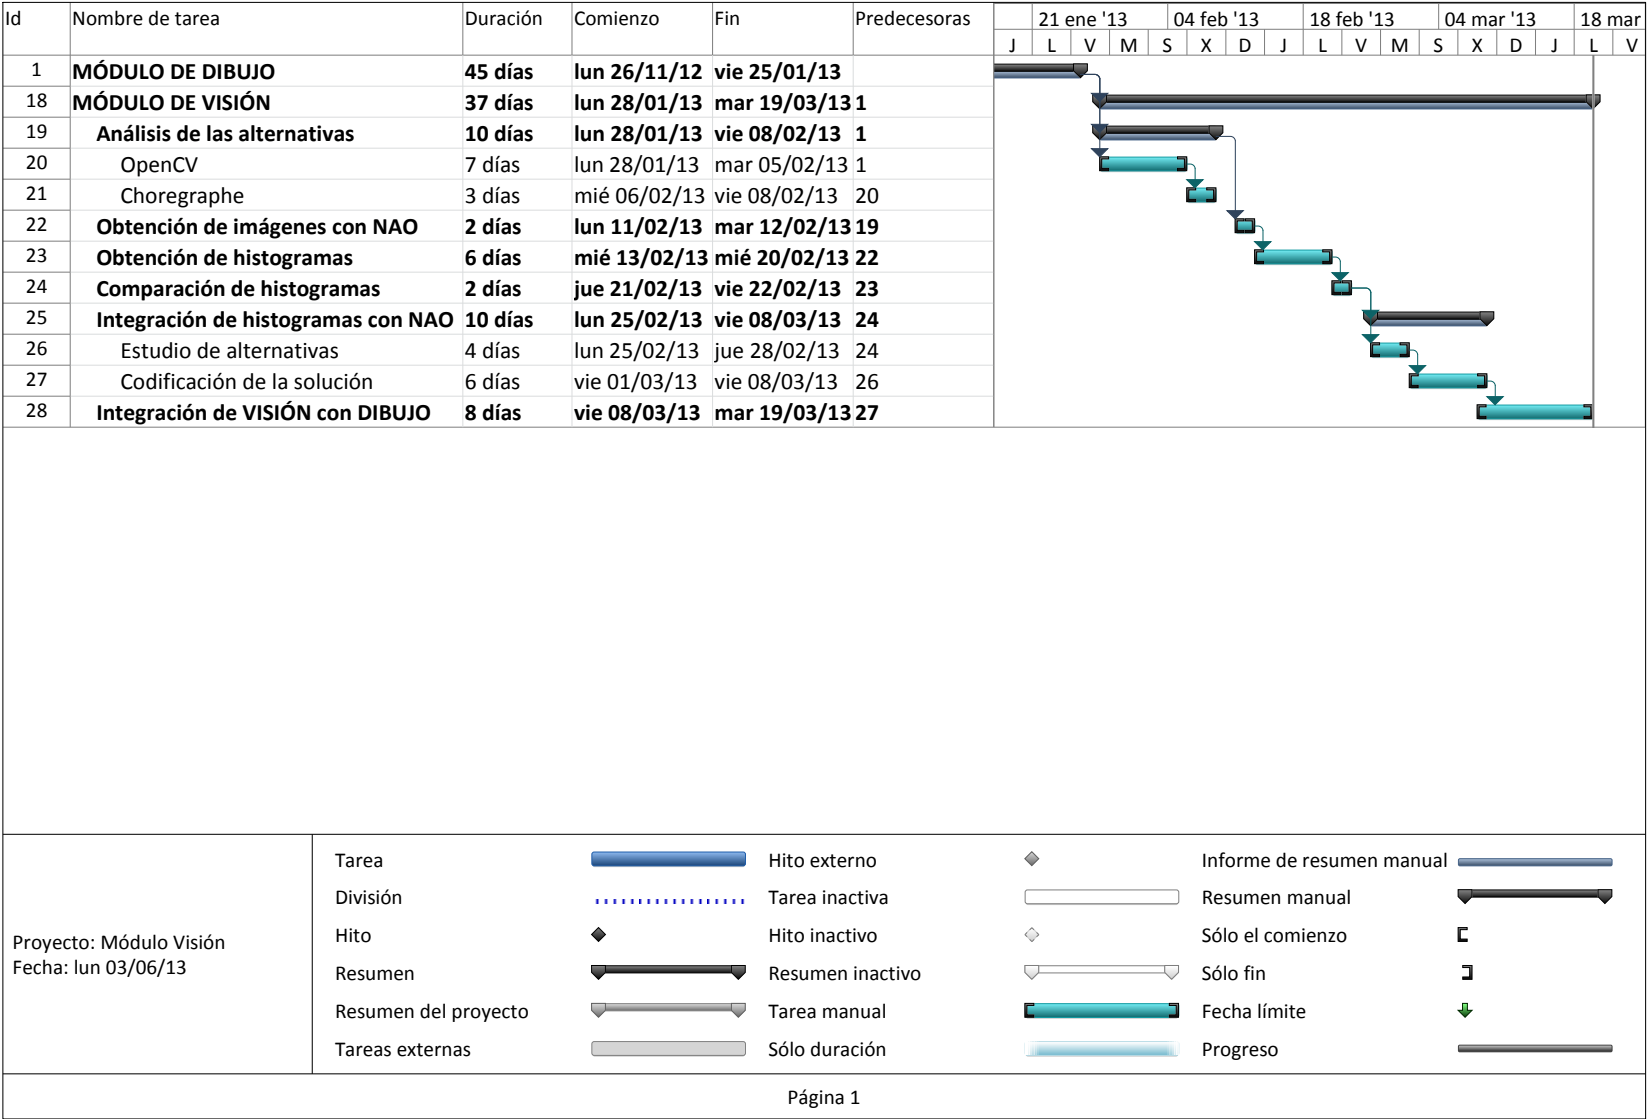 Id Nombre de tarea Duración Comienzo Fin Predecesoras 21 ene '13 04 feb '13 18 feb '13 04 mar '13 18 mar
J L V M S X D J L V M S X D J L V
1 MÓDULO DE DIBUJO 45 días lun 26/11/12 vie 25/01/13
18 MÓDULO DE VISIÓN 37 días lun 28/01/13 mar 19/03/13 1
19 Análisis de las alternativas 10 días lun 28/01/13 vie 08/02/13 1
20 OpenCV 7 días lun 28/01/13 mar 05/02/13 1
21 Choregraphe 3 días mié 06/02/13 vie 08/02/13 20
22 Obtención de imágenes con NAO 2 días lun 11/02/13 mar 12/02/13 19
23 Obtención de histogramas 6 días mié 13/02/13 mié 20/02/13 22
24 Comparación de histogramas 2 días jue 21/02/13 vie 22/02/13 23
25 Integración de histogramas con NAO 10 días lun 25/02/13 vie 08/03/13 24
26 Estudio de alternativas 4 días lun 25/02/13 jue 28/02/13 24
27 Codificación de la solución 6 días vie 01/03/13 vie 08/03/13 26
28 Integración de VISIÓN con DIBUJO 8 días vie 08/03/13 mar 19/03/13 27
Proyecto: Módulo Visión
Fecha: lun 03/06/13
Tarea Hito externo Informe de resumen manual
División Tarea inactiva Resumen manual
Hito Hito inactivo Sólo el comienzo
Resumen Resumen inactivo Sólo fin
Resumen del proyecto Tarea manual Fecha límite
Tareas externas Sólo duración Progreso
Página 1